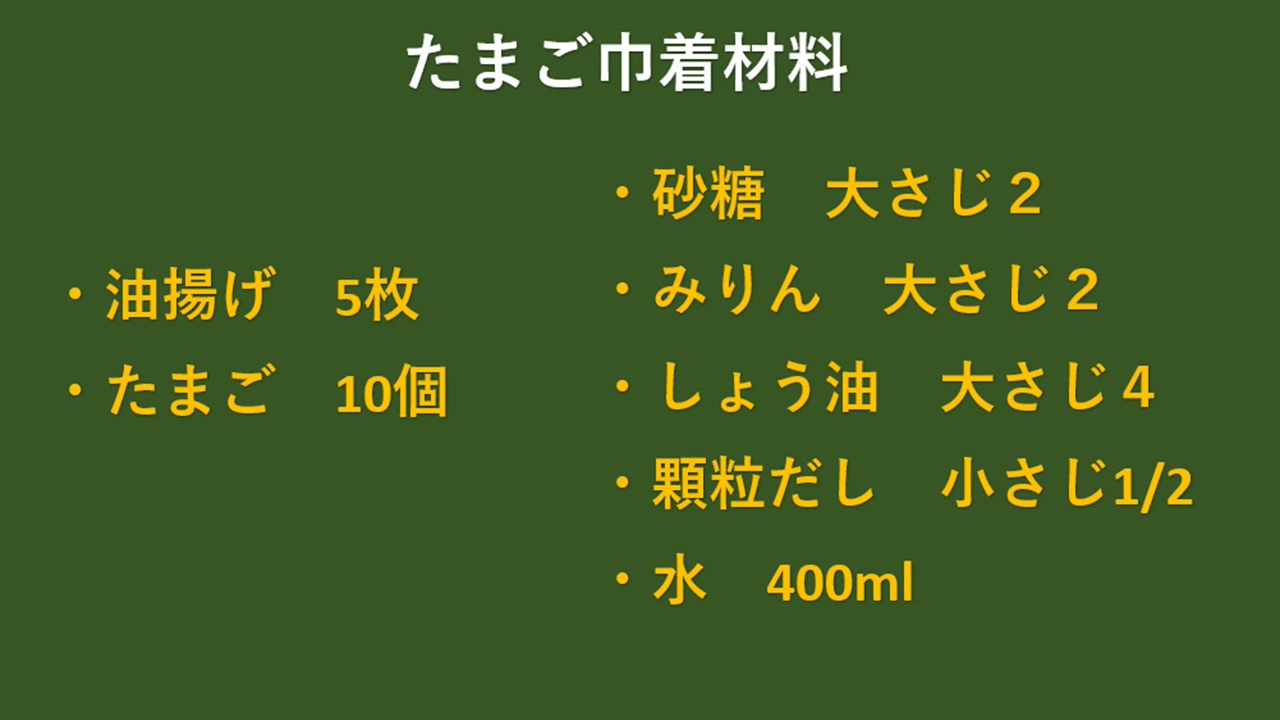 たまご巾着材料
・油揚げ　5枚
・たまご　10個
・砂糖　大さじ２
・みりん　大さじ２
・しょう油　大さじ４
・顆粒だし　小さじ1/2
・水　400ml